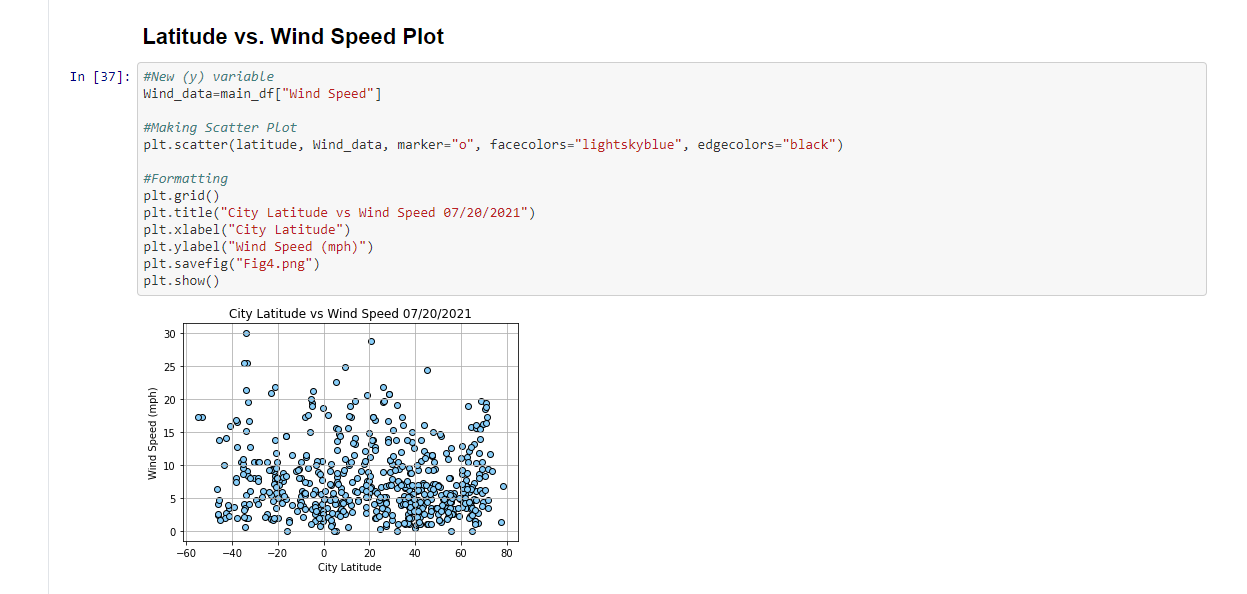 Latitude vs. Wind Speed Plot
In [37]:
#New (y) variable
Wind_data=main_df["Wind Speed"]
#Making Scatter Plot
plt.scatter(latitude, Wind_data, marker="o", facecolors="lightskyblue", edgecolors="black")
#Formatting
plt.grid()
plt.title("City Latitude vs Wind Speed 07/20/2021")
plt.xlabel("City Latitude")
plt.ylabel("Wind Speed (mph)")
plt.savefig("Fig4.png")
plt.show()
City Latitude vs Wind Speed 07/20/2021
Wind Speed (mph)
30
25
20
15
10
5
0
−60 −40 −20 0 20 40 60 80
City Latitude